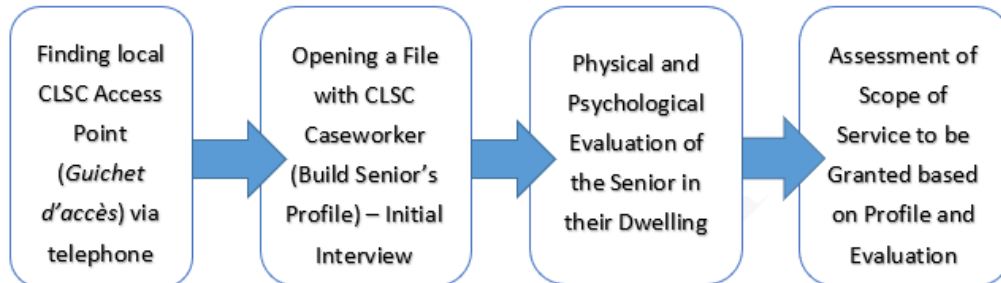 Finding local
CLSC Access
Point
(Guichet
d'accès) via
telephone
Opening a File
with CLSC
Caseworker
(Build Senior's
Profile) – Initial
Interview
Physical and
Psychological
Evaluation of
the Senior in
their Dwelling
Assessment of
Scope of
Service to be
Granted based
on Profile and
Evaluation